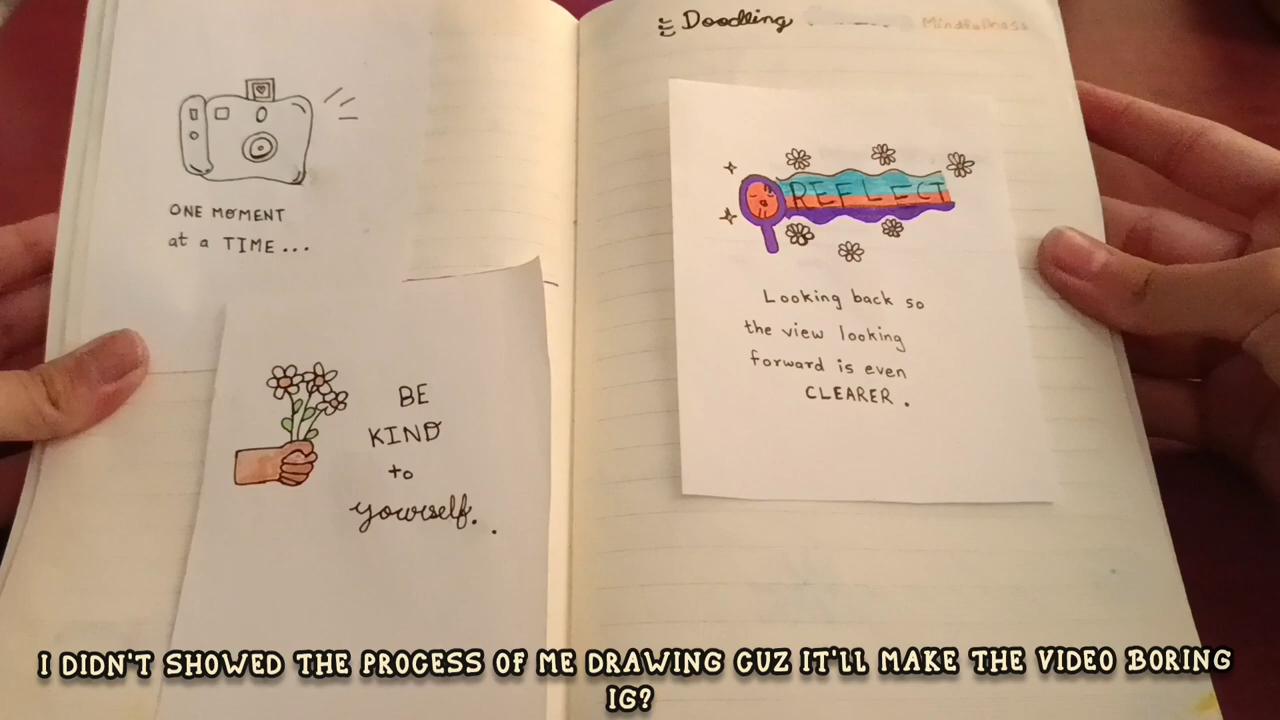 Doodling
Mindfulness
ONE MOMENT
at a TIME...
BE
KIND
to
yourself.
REFLECT
Looking back so
the view looking
forward is even
CLEARER.
I DIDN'T SHOWED THE PROCESS OF ME DRAWING CUZ IT'LL MAKE THE VIDEO BORING
IG?